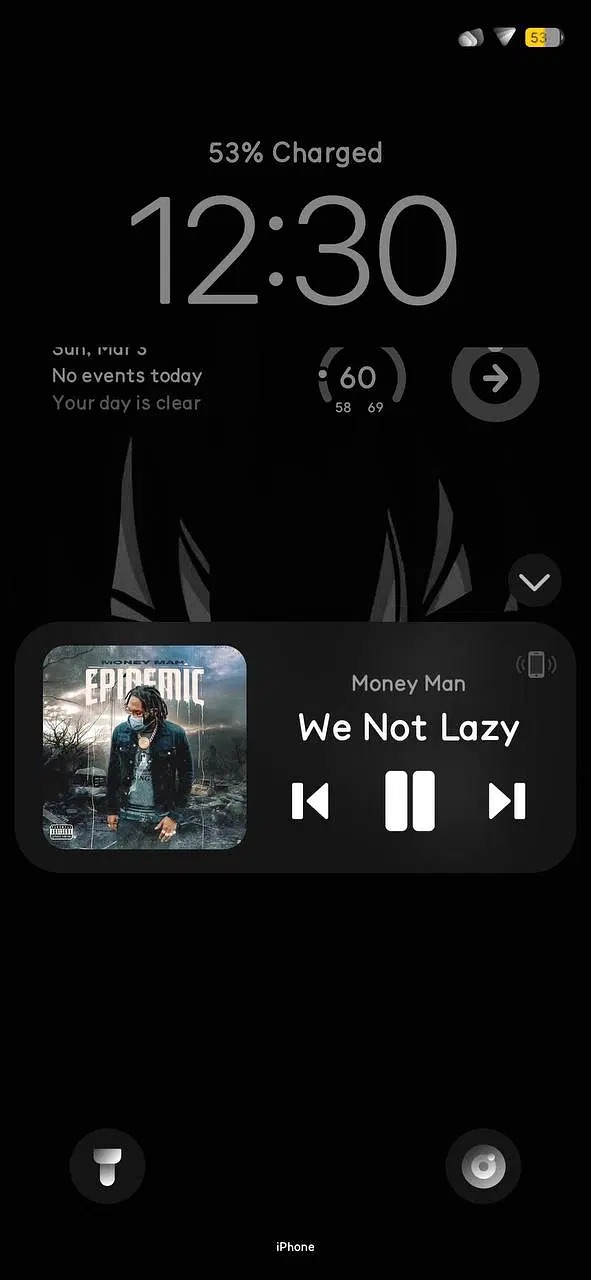 53
53% Charged
12:30
Sun, Mar 3
No events today
60
Your day is clear
58 69
MONEY MAN
EPIDEMIC
Money Man
We Not Lazy
iPhone